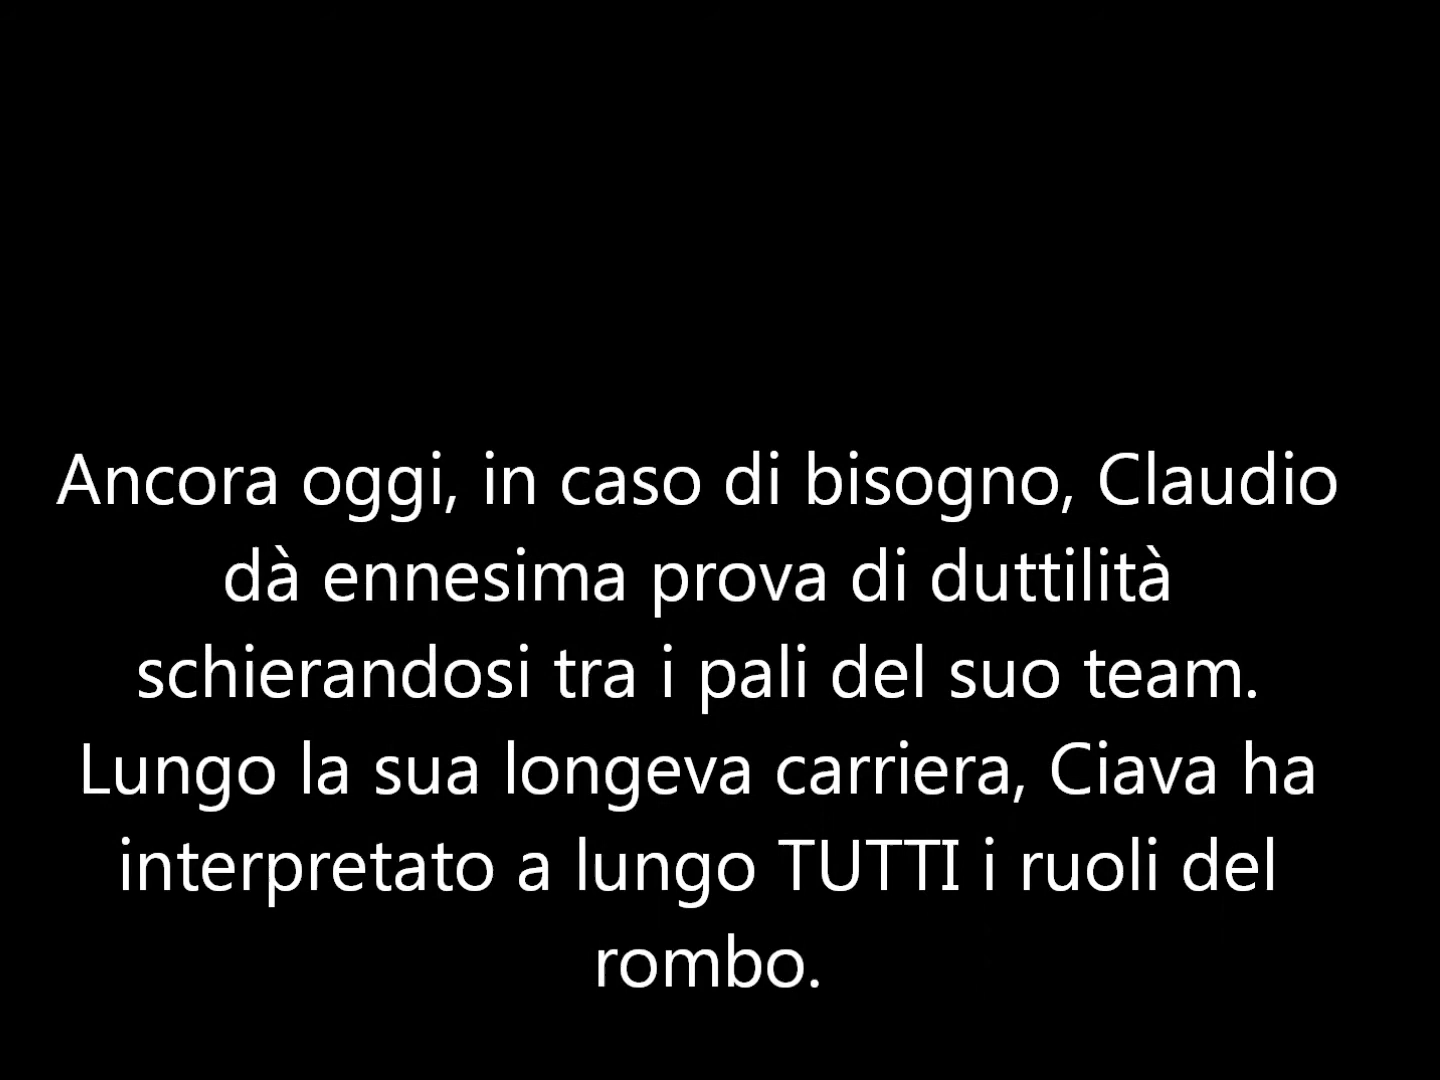 Ancora oggi, in caso di bisogno, Claudio
dà ennesima prova di duttilità
schierandosi tra i pali del suo team.
Lungo la sua longeva carriera, Ciava ha
interpretato a lungo TUTTI i ruoli del
rombo.